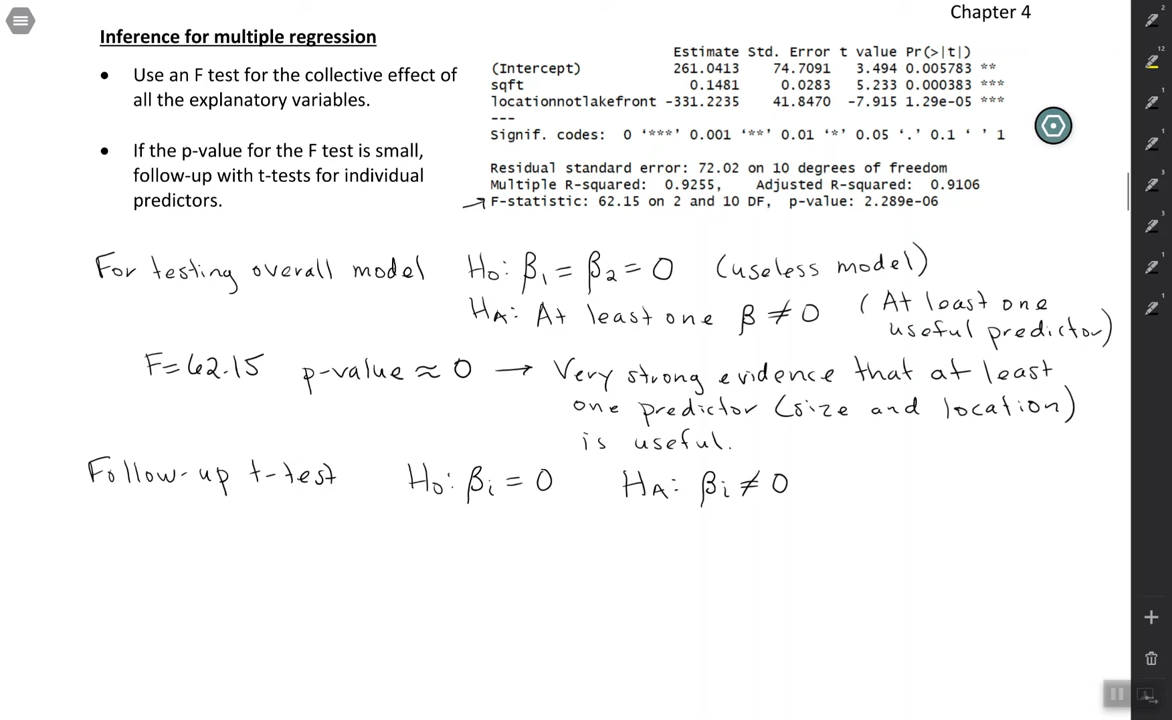 Chapter 4
Inference for multiple regression
• Use an F test for the collective effect of
all the explanatory variables.
• If the p-value for the F test is small,
follow-up with t-tests for individual
predictors.
Estimate Std. Error t value Pr(>|t|)
(Intercept) 261.0413 74.7091 3.494 0.005783 **
sqft 0.1481 0.0283 5.233 0.000383 ***
locationnotlakefront -331.2235 41.8470 -7.915 1.29e-05 ***
---
Signif. codes: 0 ‘***’ 0.001 ‘**’ 0.01 ‘*’ 0.05 ‘.’ 0.1 ‘ ’ 1
Residual standard error: 72.02 on 10 degrees of freedom
Multiple R-squared: 0.9255, Adjusted R-squared: 0.9106
→ F-statistic: 62.15 on 2 and 10 DF, p-value: 2.289e-06
For testing overall model H₀: β₁ = β₂ = 0 (useless model)
H_A: At least one β ≠ 0 (At least one
useful predictor)
F = 62.15 p-value ≈ 0 → Very strong evidence that at least
one predictor (size and location)
is useful.
Follow-up t-test H₀: βᵢ = 0 H_A: βᵢ ≠ 0